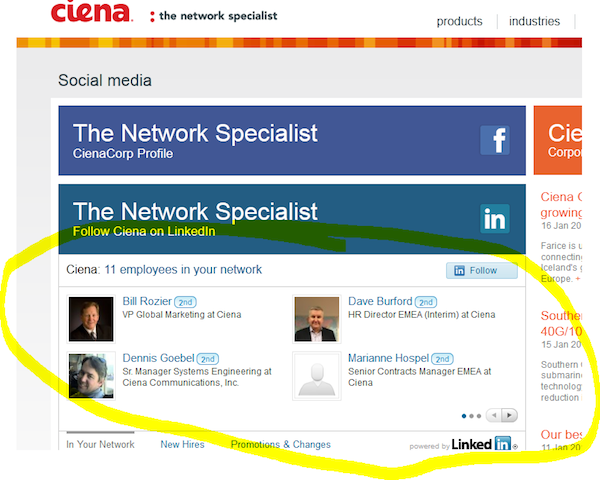 ciena. : the network specialist
products | industries |
Social media
The Network Specialist
CienaCorp Profile
f
The Network Specialist
Follow Ciena on LinkedIn
in
Ciena: 11 employees in your network
in Follow
Bill Rozier 2nd
VP Global Marketing at Ciena
Dave Burford 2nd
HR Director EMEA (Interim) at Ciena
Dennis Goebel 2nd
Sr. Manager Systems Engineering at
Ciena Communications, Inc.
Marianne Hospel 2nd
Senior Contracts Manager EMEA at
Ciena
In Your Network
New Hires
Promotions & Changes
powered by Linked in
Cie
Corpo
Ciena C
growing
16 Jan 20
Farice is u
connecting
Iceland's g
Europe. +
Southe
40G/10
15 Jan 20
Southern
submarin
technolog
reduction
Our bes
11 Jan 20